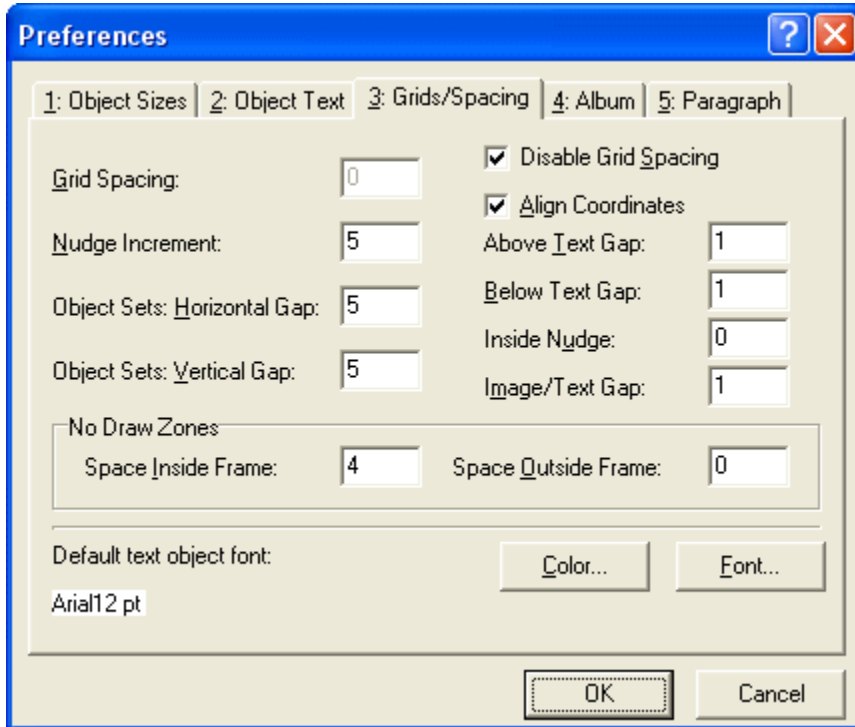 Preferences
1: Object Sizes 2: Object Text 3: Grids/Spacing 4: Album 5: Paragraph
Grid Spacing: 0
Disable Grid Spacing
Align Coordinates
Nudge Increment: 5
Above Text Gap: 1
Below Text Gap: 1
Object Sets: Horizontal Gap: 5
Inside Nudge: 0
Object Sets: Vertical Gap: 5
Image/Text Gap: 1
No Draw Zones
Space Inside Frame: 4 Space Outside Frame: 0
Default text object font:
Color... Font...
Arial12 pt
OK Cancel